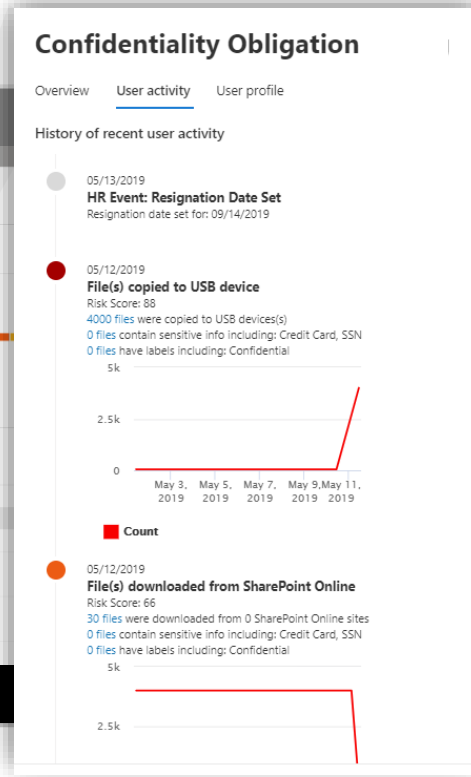 Confidentiality Obligation
Overview User activity User profile
History of recent user activity
05/13/2019
HR Event: Resignation Date Set
Resignation date set for: 09/14/2019
05/12/2019
File(s) copied to USB device
Risk Score: 88
4000 files were copied to USB devices(s)
0 files contain sensitive info including: Credit Card, SSN
0 files have labels including: Confidential
5k
2.5k
0
May 3, May 5, May 7, May 9, May 11,
2019 2019 2019 2019 2019
Count
05/12/2019
File(s) downloaded from SharePoint Online
Risk Score: 66
30 files were downloaded from 0 SharePoint Online sites
0 files contain sensitive info including: Credit Card, SSN
0 files have labels including: Confidential
5k
2.5k